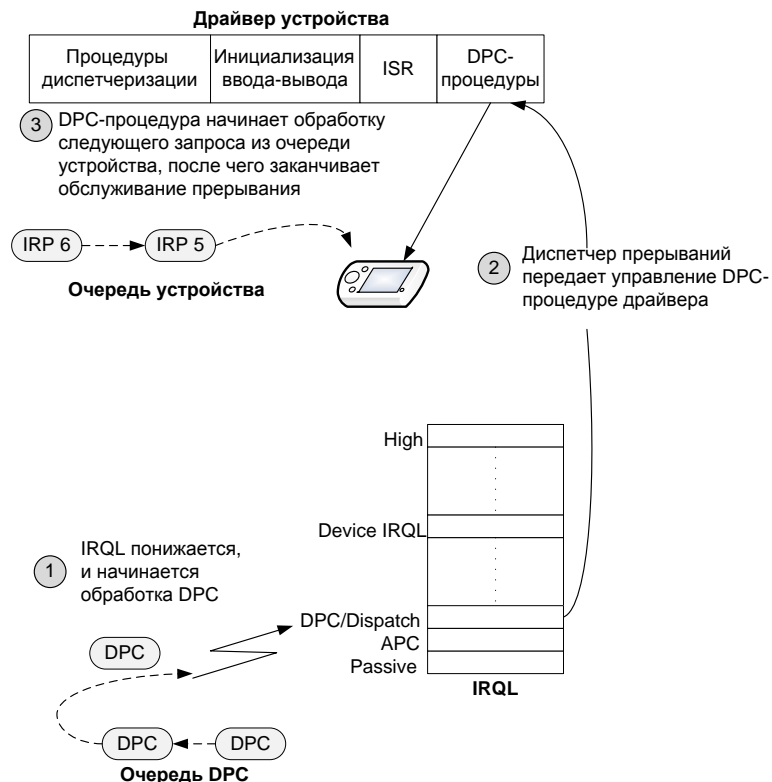 Драйвер устройства
Процедуры
диспетчеризации
Инициализация
ввода-вывода
ISR
DPC-
процедуры
3
DPC-процедура начинает обработку
следующего запроса из очереди
устройства, после чего заканчивает
обслуживание прерывания
IRP 6
IRP 5
Очередь устройства
2
Диспетчер прерываний
передает управление DPC-
процедуре драйвера
High
Device IRQL
1
IRQL понижается,
и начинается
обработка DPC
DPC/Dispatch
APC
Passive
IRQL
DPC
DPC
DPC
Очередь DPC